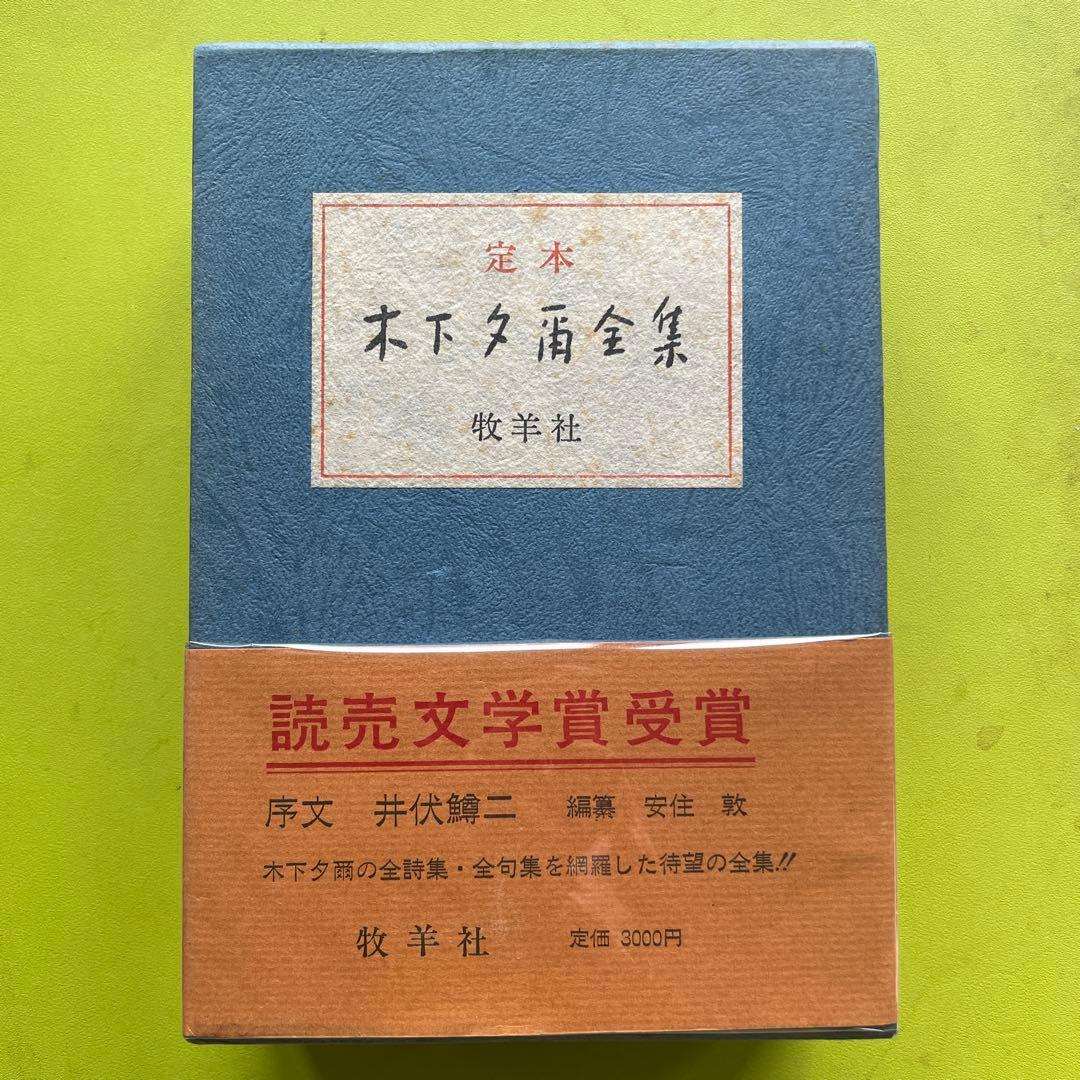 定本
木下夕爾全集
牧羊社
読売文学賞受賞
序文 井伏鱒二 編纂 安住 敦
木下夕爾の全詩集・全句集を網羅した待望の全集!!
牧羊社 定価 3000円